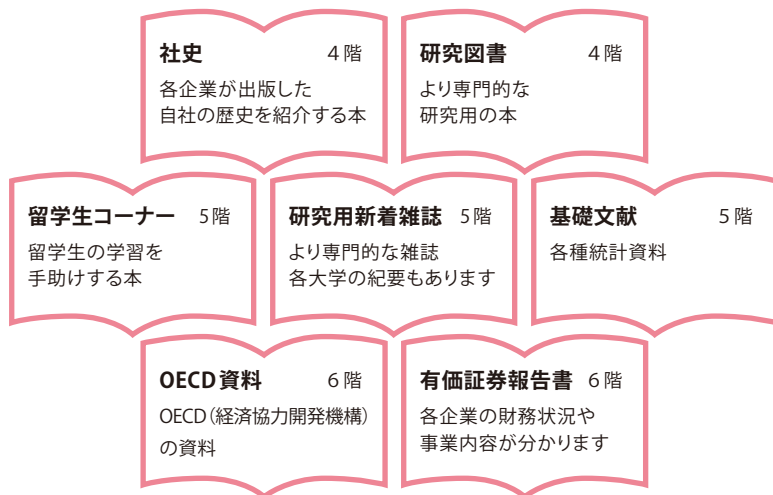 社史 4階
各企業が出版した
自社の歴史を紹介する本
研究図書 4階
より専門的な
研究用の本
留学生コーナー 5階
留学生の学習を
手助けする本
研究用新着雑誌 5階
より専門的な雑誌
各大学の紀要もあります
基礎文献 5階
各種統計資料
OECD資料 6階
OECD(経済協力開発機構)
の資料
有価証券報告書 6階
各企業の財務状況や
事業内容が分かります